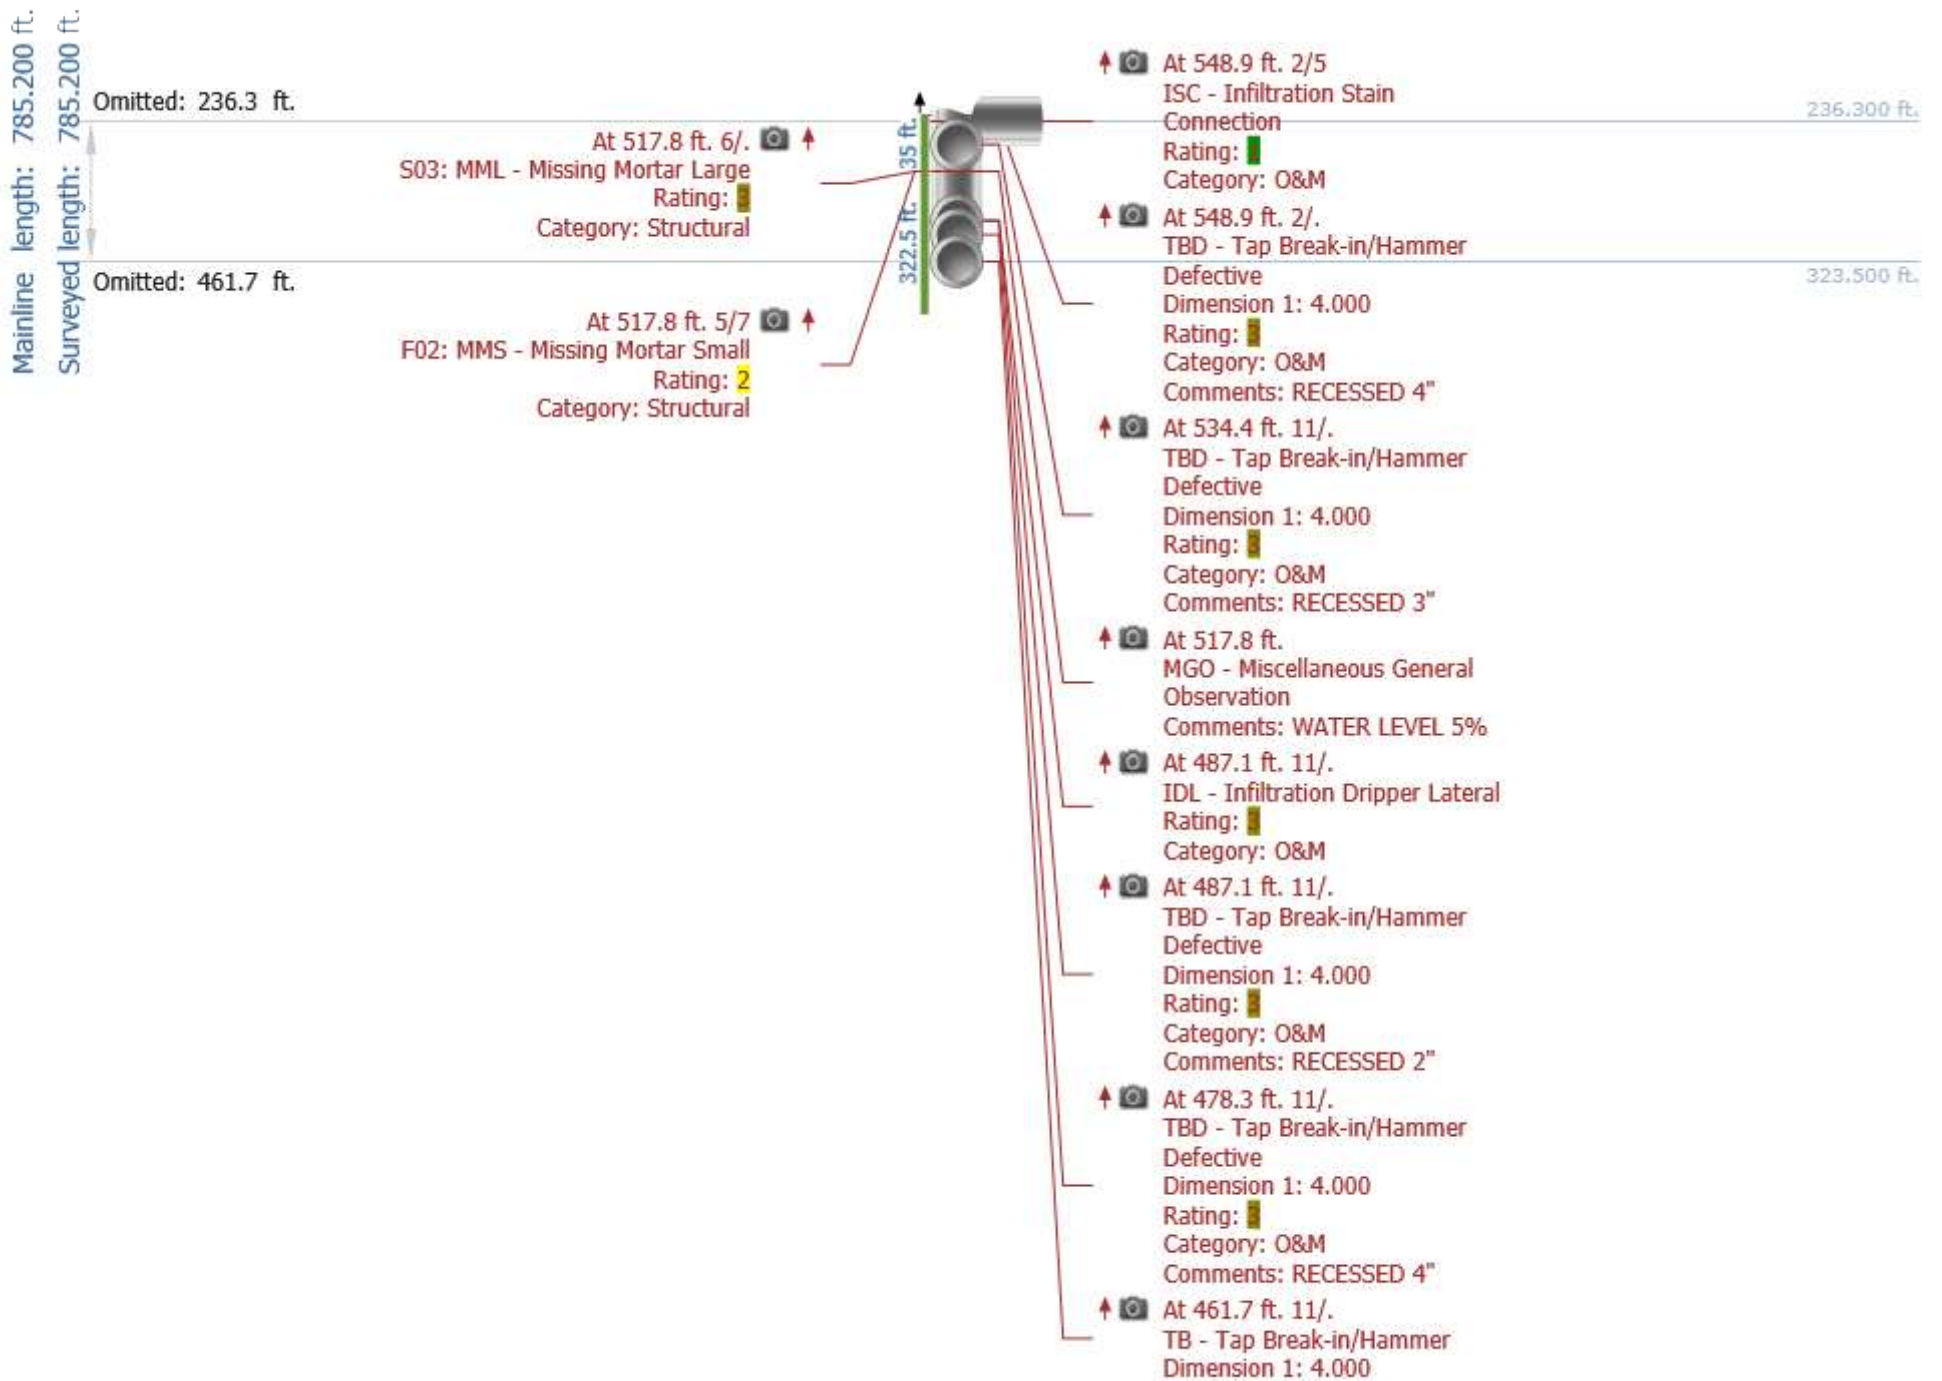 Mainline length: 785.200 ft.
Surveyed length: 785.200 ft.
Omitted: 236.3 ft.
Omitted: 461.7 ft.
At 517.8 ft. 6/.
S03: MML - Missing Mortar Large
Rating: 3
Category: Structural
At 517.8 ft. 5/7
F02: MMS - Missing Mortar Small
Rating: 2
Category: Structural
35 ft.
322.5 ft.
At 548.9 ft. 2/5
ISC - Infiltration Stain
Connection
Rating: 1
Category: O&M
At 548.9 ft. 2/.
TBD - Tap Break-in/Hammer
Defective
Dimension 1: 4.000
Rating: 3
Category: O&M
Comments: RECESSED 4"
At 534.4 ft. 11/.
TBD - Tap Break-in/Hammer
Defective
Dimension 1: 4.000
Rating: 3
Category: O&M
Comments: RECESSED 3"
At 517.8 ft.
MGO - Miscellaneous General
Observation
Comments: WATER LEVEL 5%
At 487.1 ft. 11/.
IDL - Infiltration Dripper Lateral
Rating: 3
Category: O&M
At 487.1 ft. 11/.
TBD - Tap Break-in/Hammer
Defective
Dimension 1: 4.000
Rating: 3
Category: O&M
Comments: RECESSED 2"
At 478.3 ft. 11/.
TBD - Tap Break-in/Hammer
Defective
Dimension 1: 4.000
Rating: 3
Category: O&M
Comments: RECESSED 4"
At 461.7 ft. 11/.
TB - Tap Break-in/Hammer
Dimension 1: 4.000
236.300 ft.
323.500 ft.